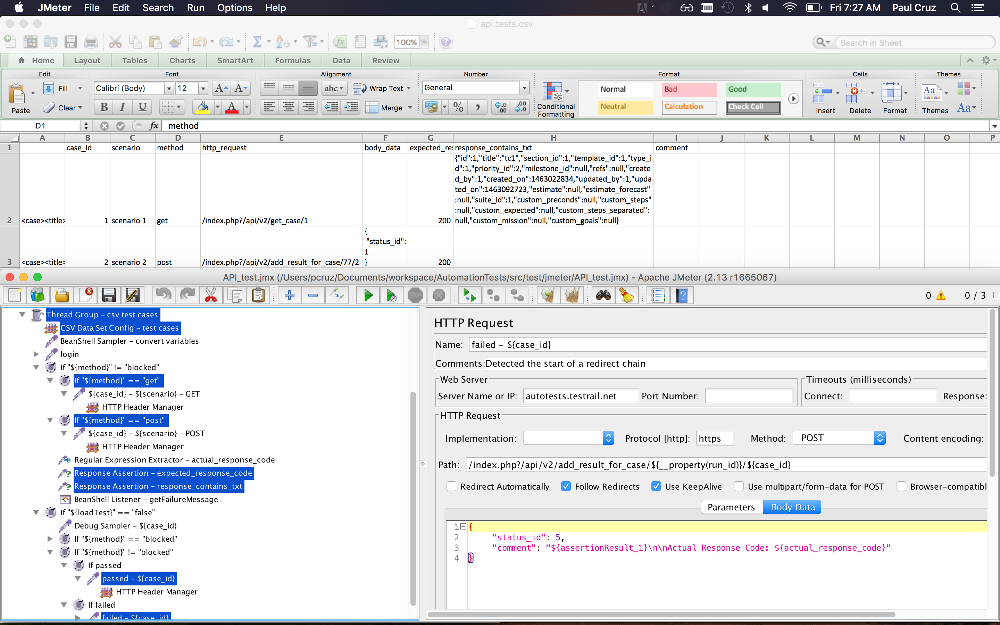 JMeter File Edit Search Run Options Help Fri 7:27 AM Paul Cruz
api.tests.csv
100% Search in Sheet
Home Layout Tables Charts SmartArt Formulas Data Review
Edit Font Alignment Number Format Cells Themes
Fill Calibri (Body) 12 A A abc Wrap Text General Normal Bad Good Aa
Paste Clear B I U A Merge % , .0 .00 .00 .0 Conditional Formatting Neutral Calculation Check Cell Insert Delete Format Themes Aa
D1 fx method
A B C D E F G H I J K L M N O P
1 case_id scenario method http_request body_data expected_re response_contains_txt comment
{"id":1,"title":"tc1","section_id":1,"template_id":1,"type_i
d":1,"priority_id":2,"milestone_id":null,"refs":null,"create
d_by":1,"created_on":1463022834,"updated_by":1,"upda
ted_on":1463092723,"estimate":null,"estimate_forecast"
:null,"suite_id":1,"custom_preconds":null,"custom_steps"
:null,"custom_expected":null,"custom_steps_separated":
2 <case><title> 1 scenario 1 get /index.php?/api/v2/get_case/1 200 null,"custom_mission":null,"custom_goals":null}
{
"status_id":
1
3 <case><title> 2 scenario 2 post /index.php?/api/v2/add_result_for_case/77/2 } 200
API_test.jmx (/Users/pcruz/Documents/workspace/AutomationTests/src/test/jmeter/API_test.jmx) - Apache JMeter (2.13 r1665067)
STOP 0 0 / 3
Thread Group - csv test cases
CSV Data Set Config - test cases
BeanShell Sampler - convert variables
login
If "${method}" != "blocked"
If "${method}" == "get"
${case_id} - ${scenario} - GET
HTTP Header Manager
If "${method}" == "post"
${case_id} - ${scenario} - POST
HTTP Header Manager
Regular Expression Extractor - actual_response_code
Response Assertion - expected_response_code
Response Assertion - response_contains_txt
BeanShell Listener - getFailureMessage
If "${loadTest}" == "false"
Debug Sampler - ${case_id}
If "${method}" == "blocked"
If "${method}" != "blocked"
If passed
passed - ${case_id}
HTTP Header Manager
If failed
failed - ${case_id}
HTTP Request
Name: failed - ${case_id}
Comments: Detected the start of a redirect chain
Web Server Timeouts (milliseconds)
Server Name or IP: autotests.testrail.net Port Number: Connect: Response:
HTTP Request
Implementation: Protocol [http]: https Method: POST Content encoding:
Path: /index.php?/api/v2/add_result_for_case/${__property(run_id)}/${case_id}
Redirect Automatically Follow Redirects Use KeepAlive Use multipart/form-data for POST Browser-compatibl
Parameters Body Data
1 {
2 "status_id": 5,
3 "comment": "${assertionResult_1}\n\nActual Response Code: ${actual_response_code}"
4 }